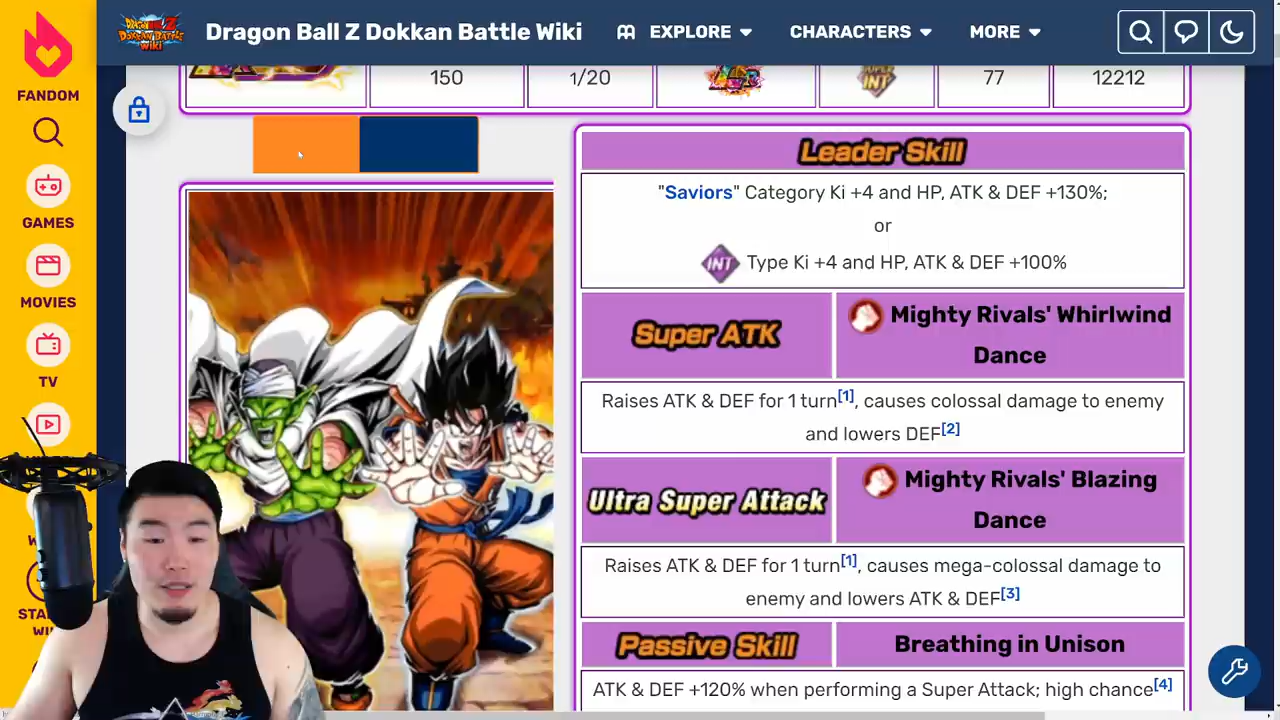 Dragon Ball Z Dokkan Battle Wiki
EXPLORE
CHARACTERS
MORE
FANDOM
GAMES
MOVIES
TV
150
1/20
SUPER INT
77
12212
Leader Skill
"Saviors" Category Ki +4 and HP, ATK & DEF +130%;
or
INT Type Ki +4 and HP, ATK & DEF +100%
Super ATK
Mighty Rivals' Whirlwind
Dance
Raises ATK & DEF for 1 turn[1], causes colossal damage to enemy
and lowers DEF[2]
Ultra Super Attack
Mighty Rivals' Blazing
Dance
Raises ATK & DEF for 1 turn[1], causes mega-colossal damage to
enemy and lowers ATK & DEF[3]
Passive Skill
Breathing in Unison
ATK & DEF +120% when performing a Super Attack; high chance[4]